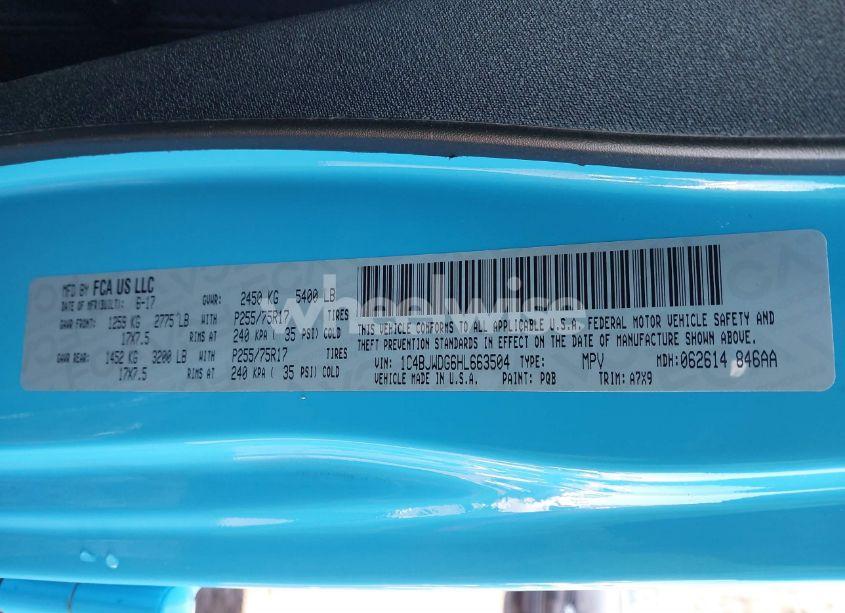 MFD BY FCA US LLC
DATE OF MFR(BUILT): 6-17 GVWR: 2450 KG 5400 LB
GAWR FRONT: 1259 KG 2775 LB WITH P255/75R17 TIRES
17X7.5 RIMS AT 240 KPA ( 35 PSI) COLD
GAWR REAR: 1452 KG 3200 LB WITH P255/75R17 TIRES
17X7.5 RIMS AT 240 KPA ( 35 PSI) COLD
THIS VEHICLE CONFORMS TO ALL APPLICABLE U.S.A. FEDERAL MOTOR VEHICLE SAFETY AND
THEFT PREVENTION STANDARDS IN EFFECT ON THE DATE OF MANUFACTURE SHOWN ABOVE.
VIN: 1C4BJWDG6HL663504 TYPE: MPV MDH: 062614 846AA
VEHICLE MADE IN U.S.A. PAINT: PQB TRIM: A7X9
wheelwise